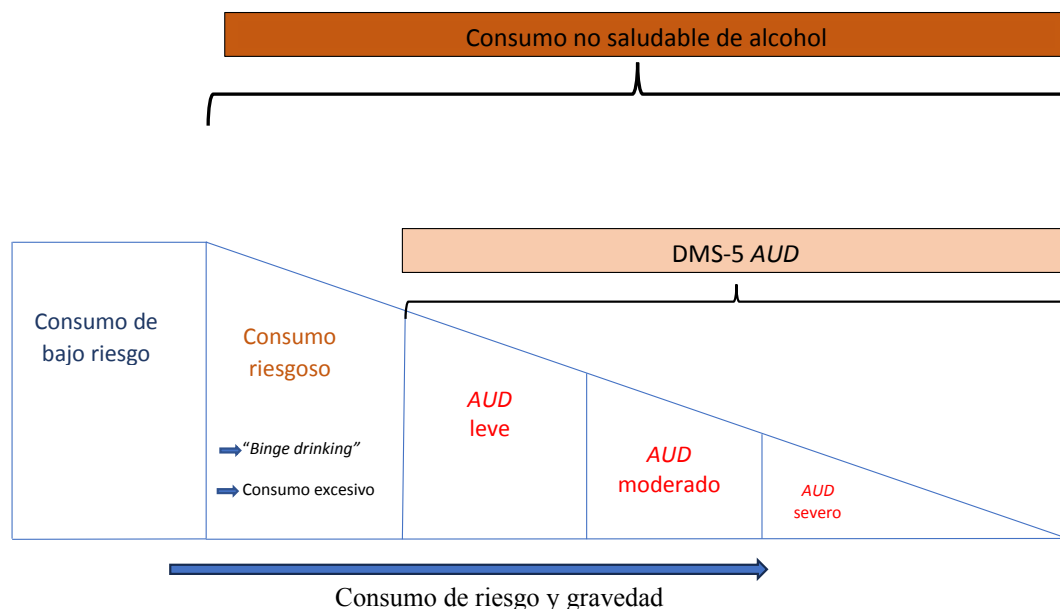 Consumo no saludable de alcohol
DMS-5 AUD
Consumo de
bajo riesgo
Consumo
riesgoso
“Binge drinking”
Consumo excesivo
AUD
leve
AUD
moderado
AUD
severo
Consumo de riesgo y gravedad